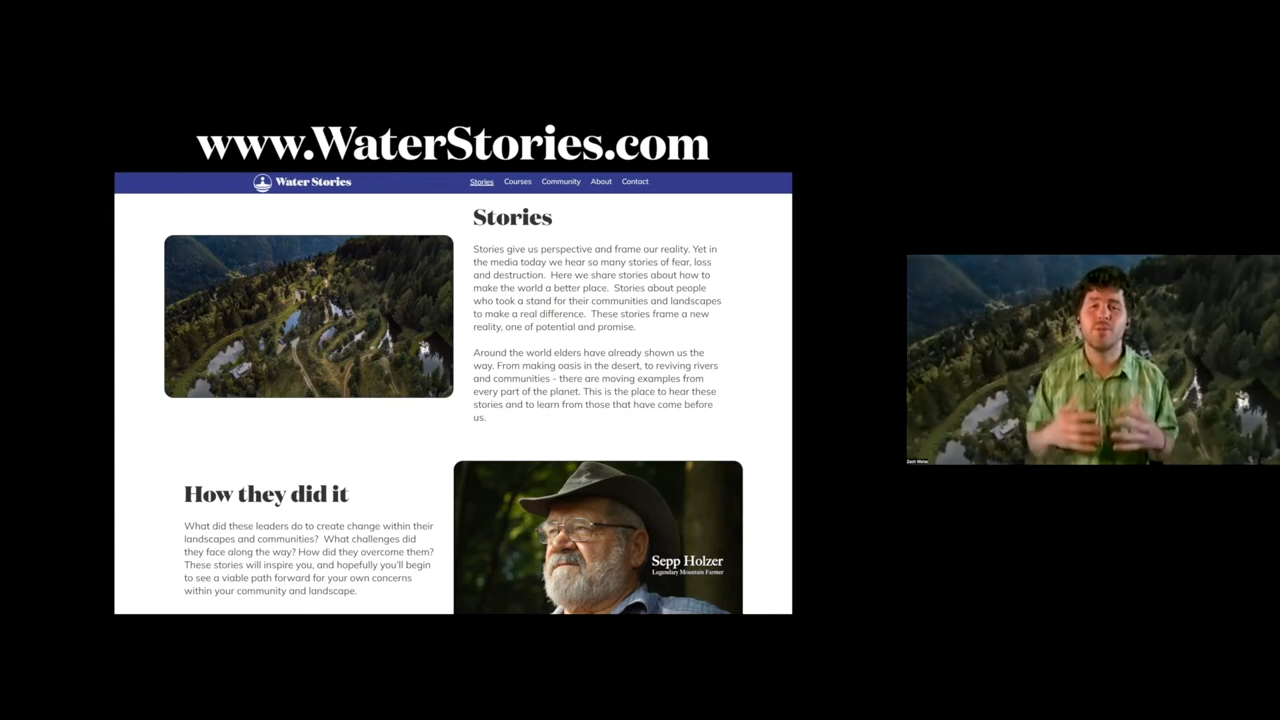 www.WaterStories.com
Water Stories
Stories Courses Community About Contact
Stories
Stories give us perspective and frame our reality. Yet in
the media today we hear so many stories of fear, loss
and destruction. Here we share stories about how to
make the world a better place. Stories about people
who took a stand for their communities and landscapes
to make a real difference. These stories frame a new
reality, one of potential and promise.
Around the world elders have already shown us the
way. From making oasis in the desert, to reviving rivers
and communities - there are moving examples from
every part of the planet. This is the place to hear these
stories and to learn from those that have come before
us.
How they did it
What did these leaders do to create change within their
landscapes and communities? What challenges did
they face along the way? How did they overcome them?
These stories will inspire you, and hopefully you'll begin
to see a viable path forward for your own concerns
within your community and landscape.
Sepp Holzer
Legendary Mountain Farmer
Zach Weiss